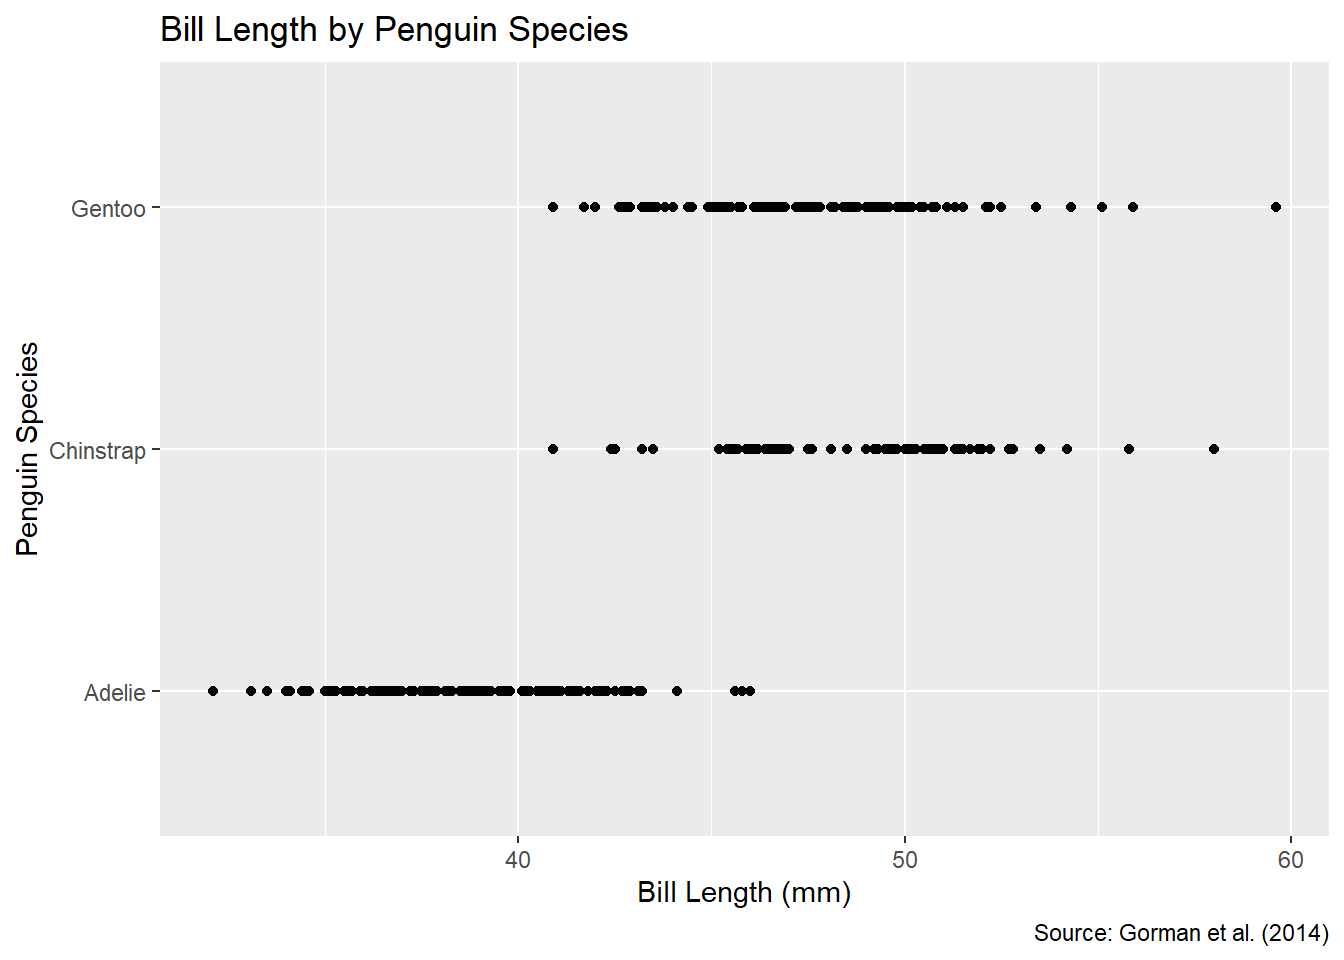 Bill Length by Penguin Species
Gentoo
Chinstrap
Adelie
Penguin Species
40 50 60
Bill Length (mm)
Source: Gorman et al. (2014)